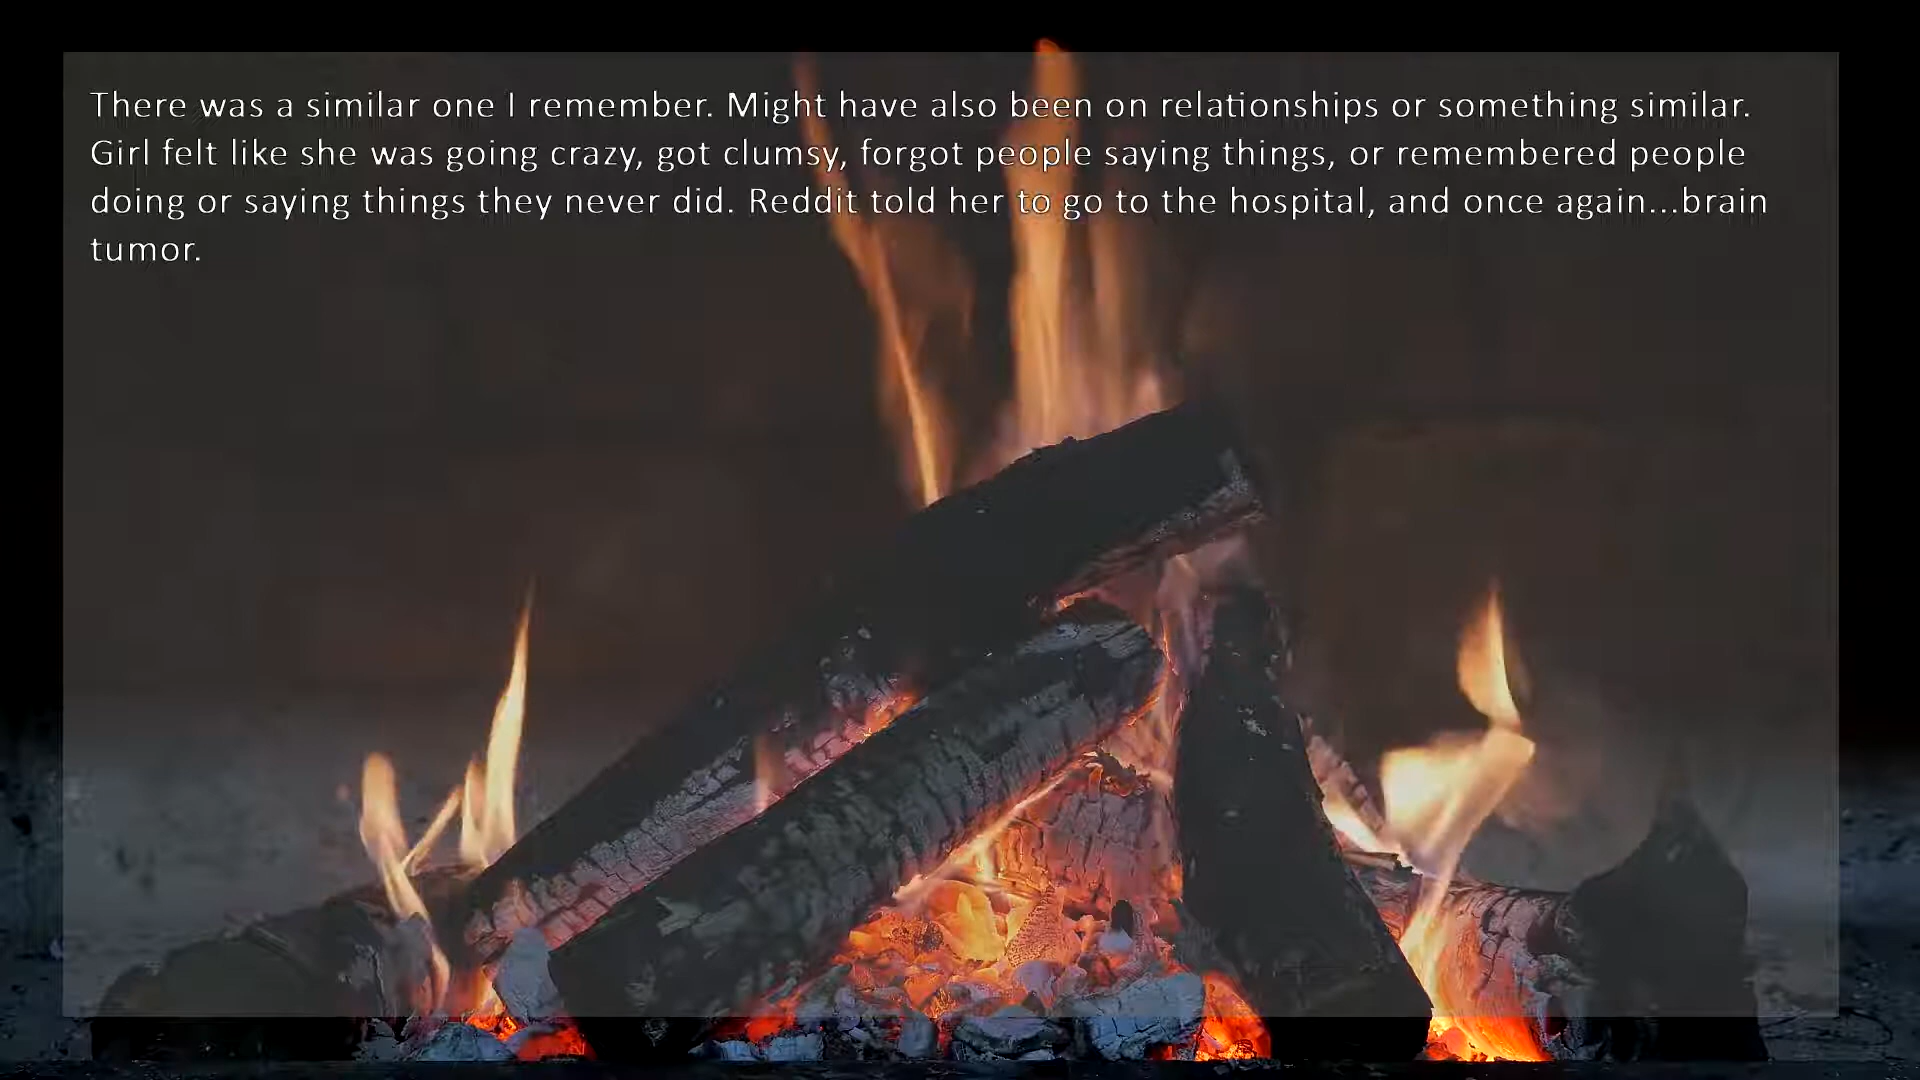 There was a similar one I remember. Might have also been on relationships or something similar.
Girl felt like she was going crazy, got clumsy, forgot people saying things, or remembered people
doing or saying things they never did. Reddit told her to go to the hospital, and once again...brain
tumor.